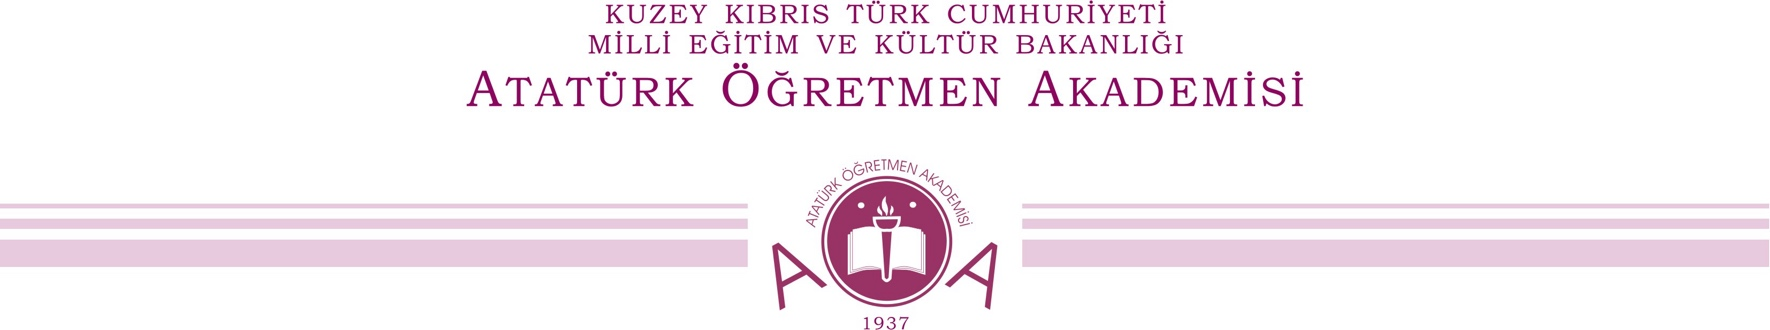 KUZEY KIBRIS TÜRK CUMHURİYETİ
MİLLİ EĞİTİM VE KÜLTÜR BAKANLIĞI
ATATÜRK ÖĞRETMEN AKADEMİSİ
ATATÜRK ÖĞRETMEN AKADEMİSİ
A A
1937